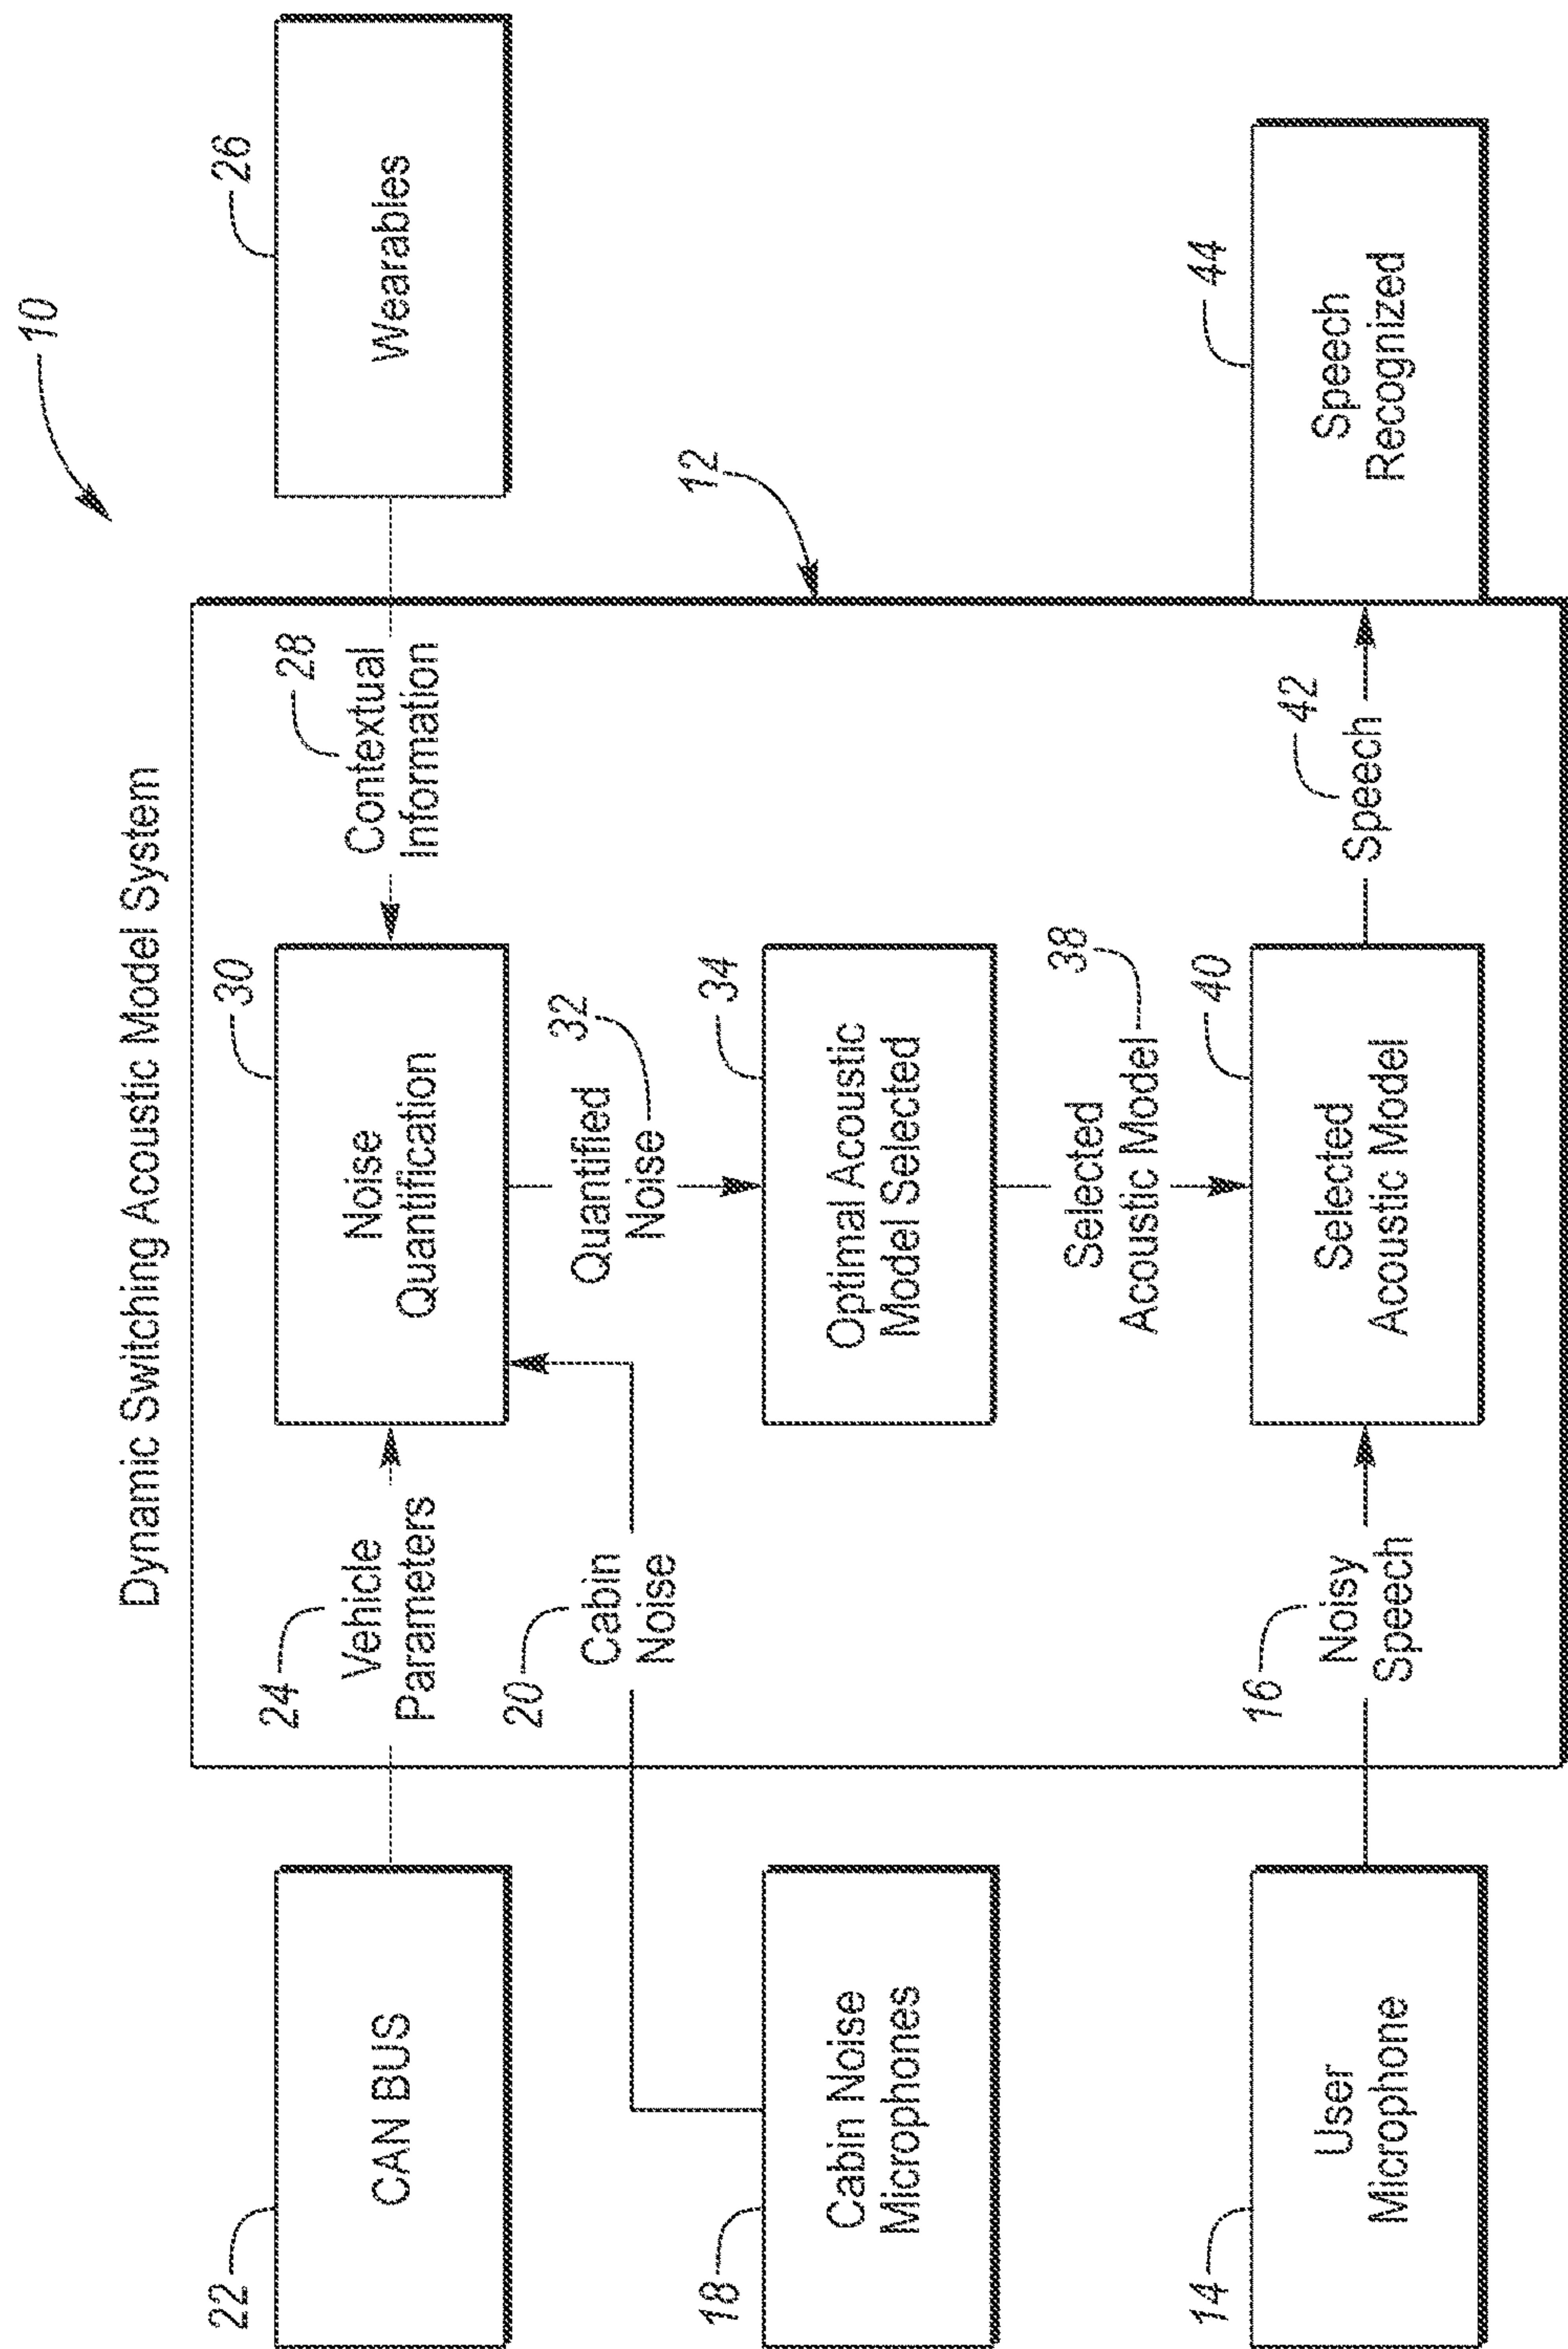 10
Dynamic Switching Acoustic Model System
22
CAN BUS
24
Vehicle
Parameters
30
Noise
Quantification
28
Contextual
Information
26
Wearables
20
Cabin
Noise
Quantified
Noise
32
12
18
Cabin Noise
Microphones
34
Optimal Acoustic
Model Selected
Selected
Acoustic Model
38
14
User
Microphone
16
Noisy
Speech
40
Selected
Acoustic Model
42
Speech
44
Speech
Recognized